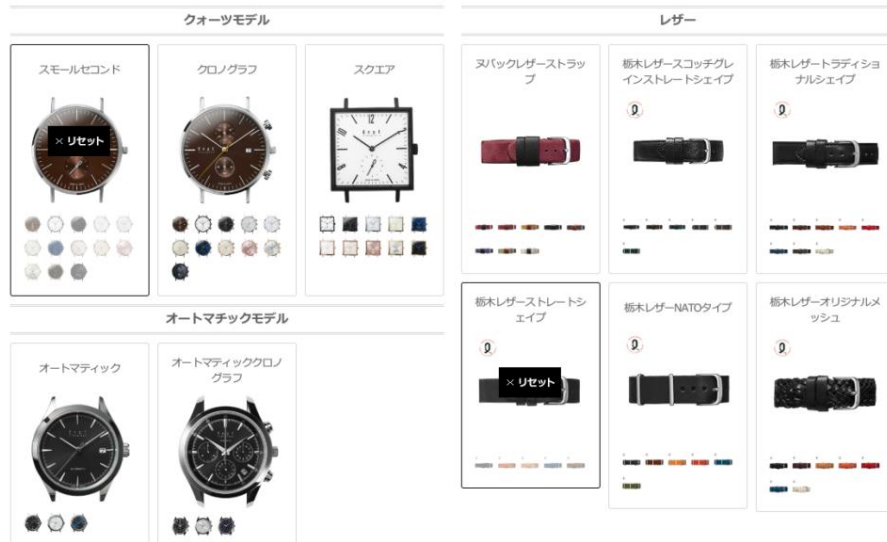 クォーツモデル
スモールセコンド
× リセット
クロノグラフ
スクエア
オートマチックモデル
オートマティック
オートマティッククロノ
グラフ
レザー
ヌバックレザーストラッ
プ
栃木レザースコッチグレ
インストレートシェイプ
栃木レザートラディショ
ナルシェイプ
栃木レザーストレートシ
ェイプ
× リセット
栃木レザーNATOタイプ
栃木レザーオリジナルメ
ッシュ